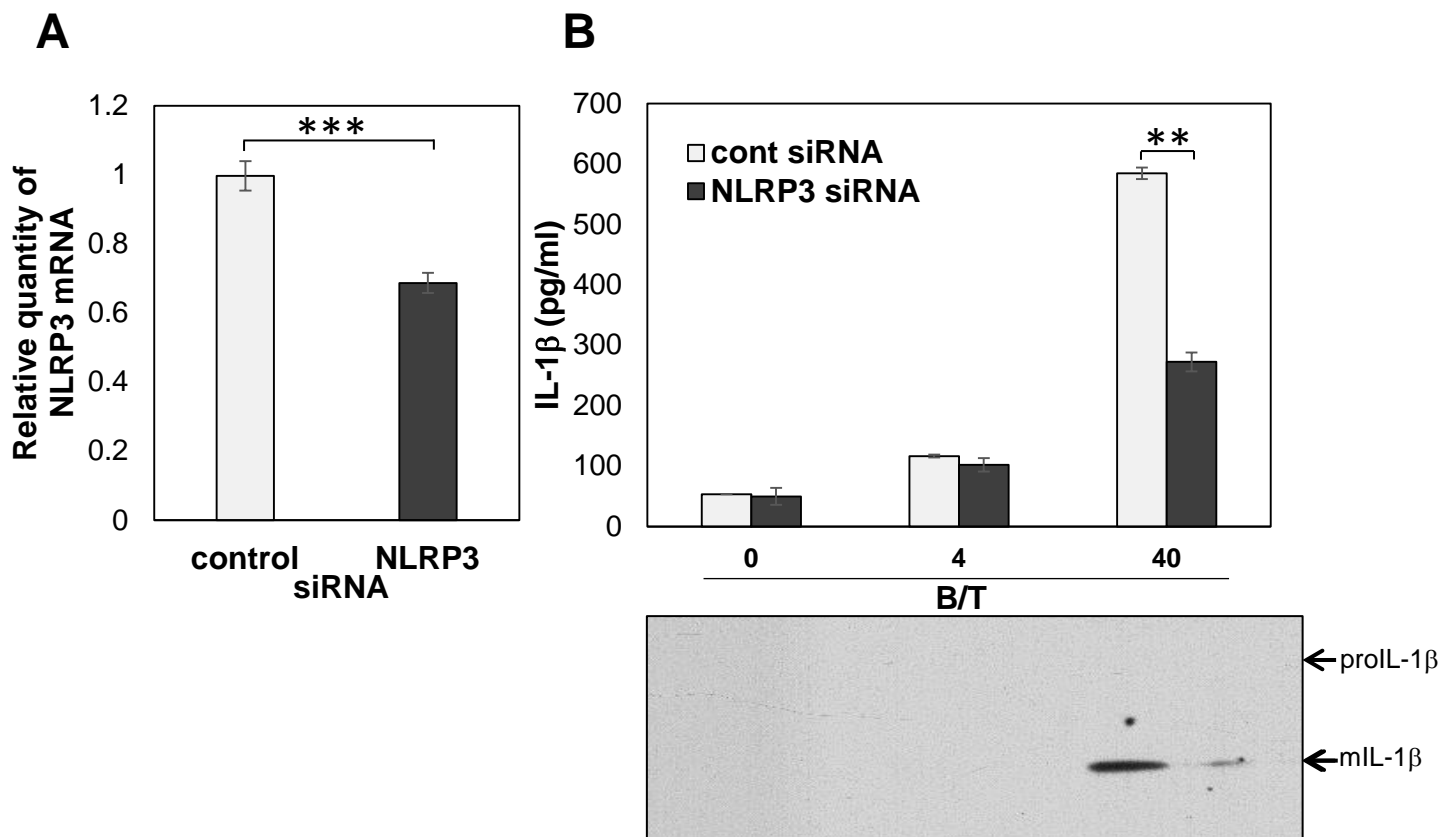 A
Relative quantity of
NLRP3 mRNA
1.2
1
0.8
0.6
0.4
0.2
0
***
control
NLRP3
siRNA
B
IL-1β (pg/ml)
700
600
500
400
300
200
100
0
cont siRNA
NLRP3 siRNA
**
0
4
40
B/T
proIL-1β
mIL-1β